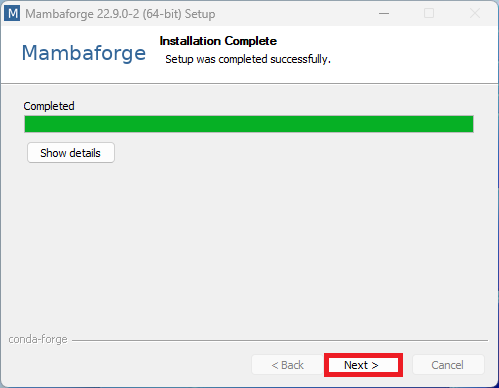 M Mambaforge 22.9.0-2 (64-bit) Setup
Mambaforge
Installation Complete
Setup was completed successfully.
Completed
Show details
conda-forge
< Back
Next >
Cancel